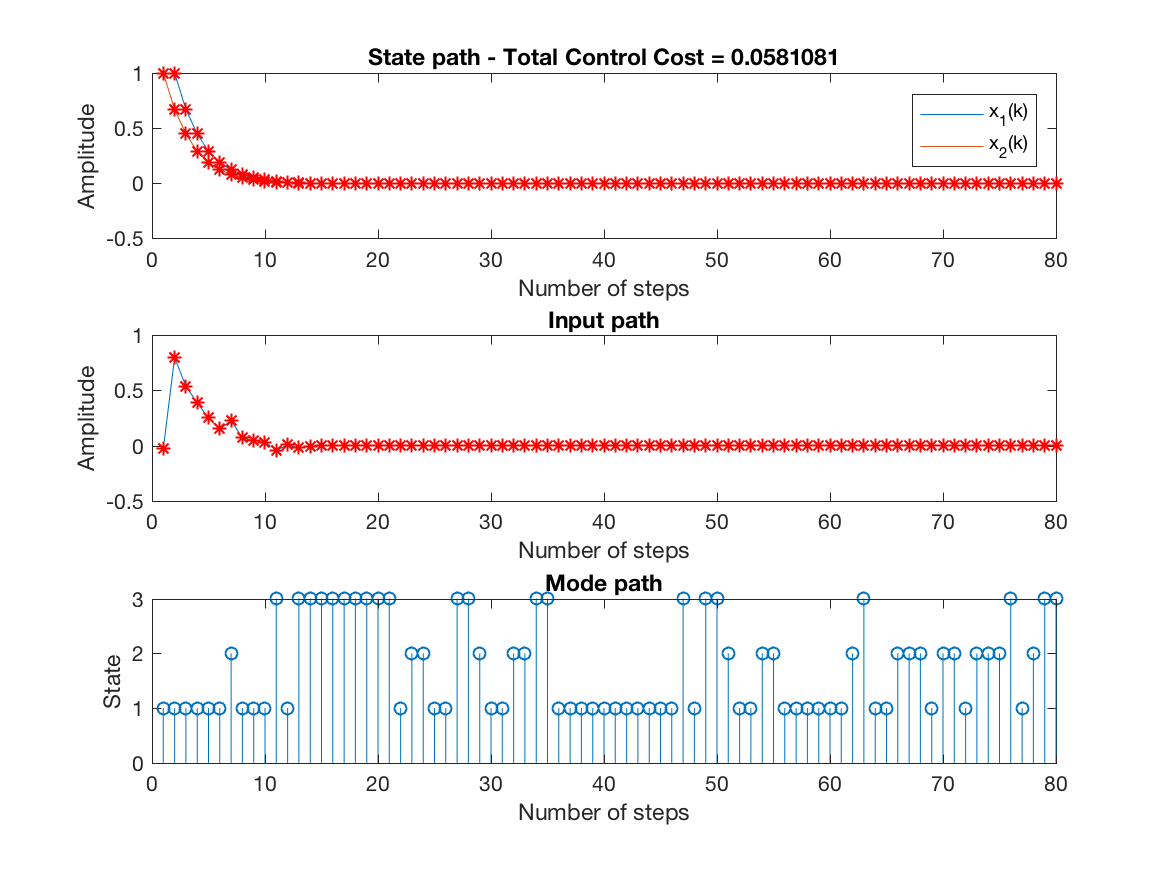 State path - Total Control Cost = 0.0581081
1
0.5
0
-0.5
Amplitude
x1(k)
x2(k)
0 10 20 30 40 50 60 70 80
Number of steps
Input path
1
0.5
0
-0.5
Amplitude
0 10 20 30 40 50 60 70 80
Number of steps
Mode path
3
2
1
0
State
0 10 20 30 40 50 60 70 80
Number of steps